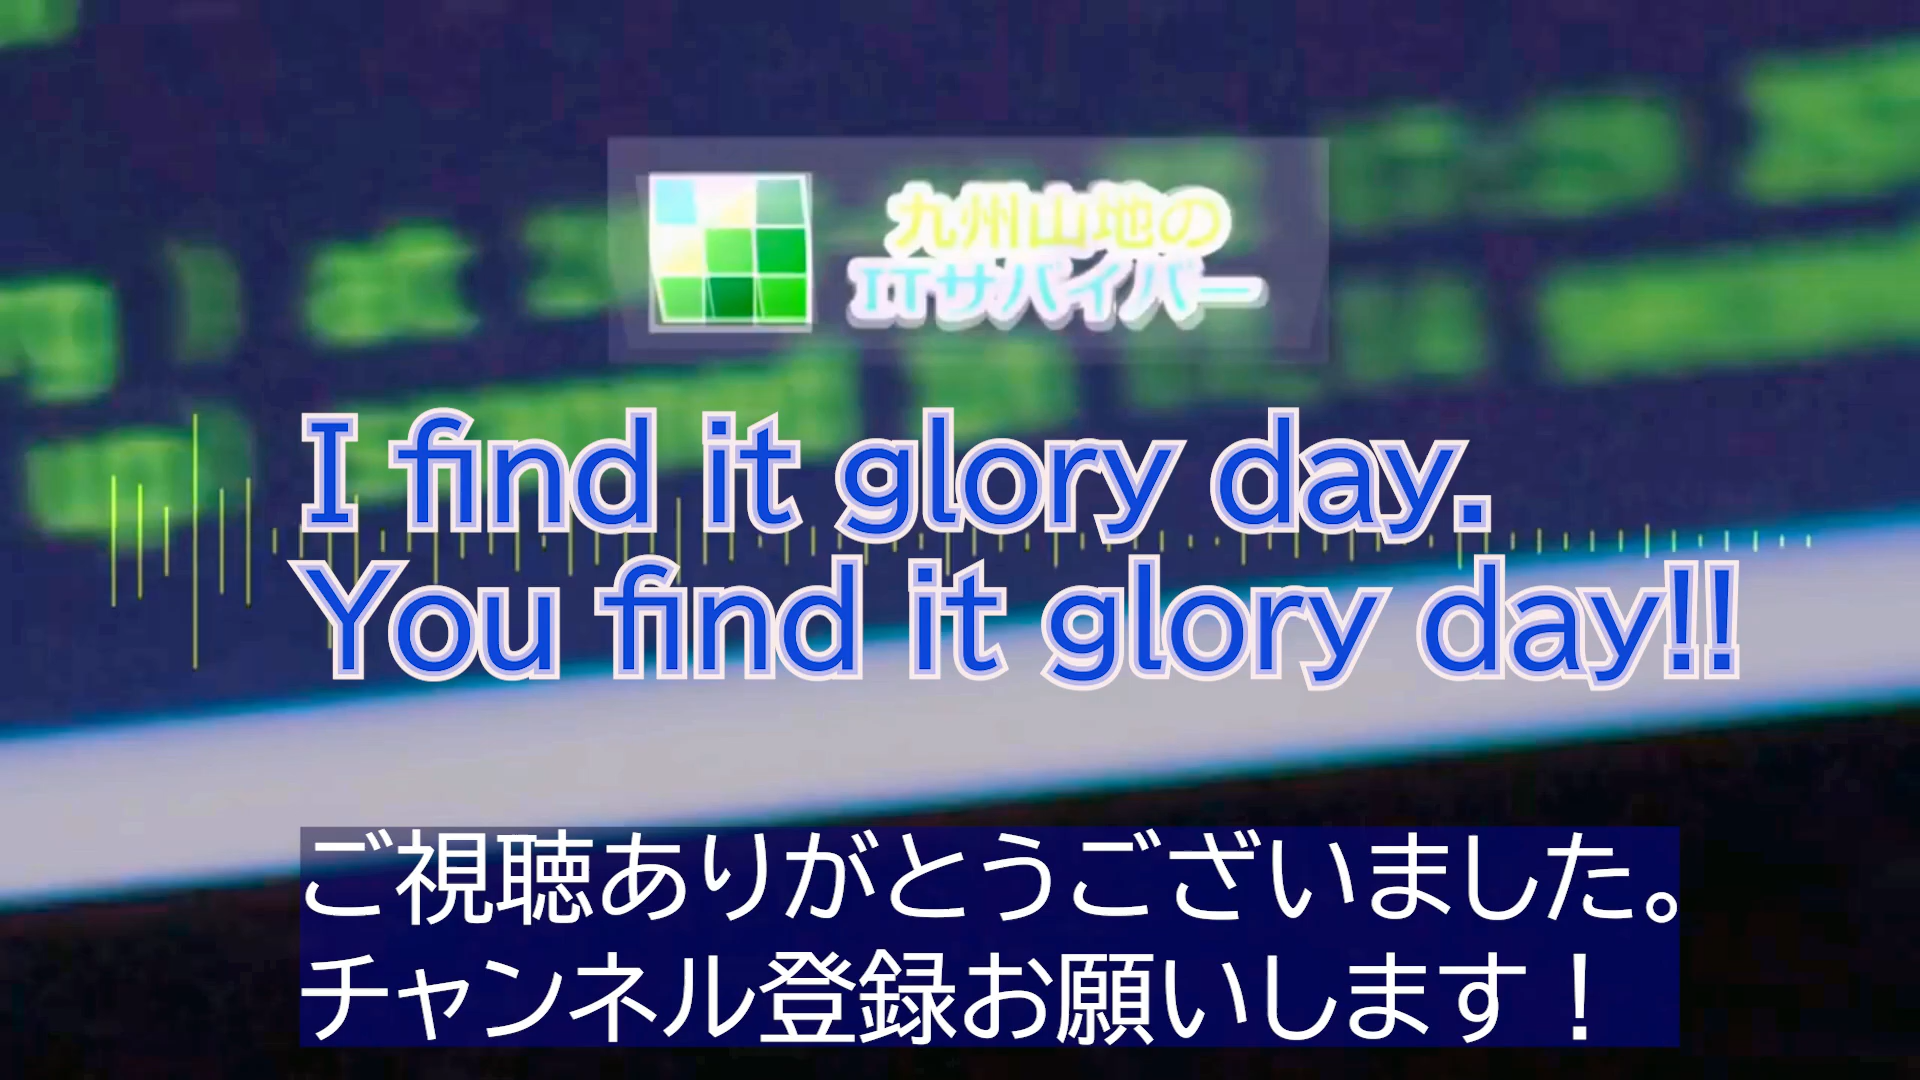 九州山地の
ITサバイバー
I find it glory day.
You find it glory day!!
ご視聴ありがとうございました。
チャンネル登録お願いします！